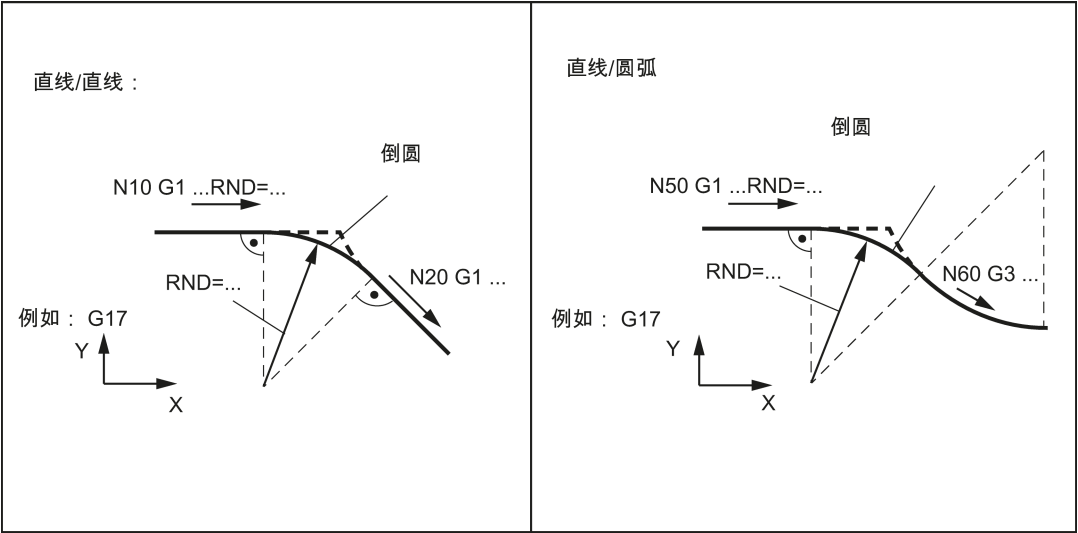 直线/直线：
倒圆
N10 G1 ...RND=...
RND=...
N20 G1 ...
例如：G17
Y
X
直线/圆弧
倒圆
N50 G1 ...RND=...
RND=...
N60 G3 ...
例如：G17
Y
X